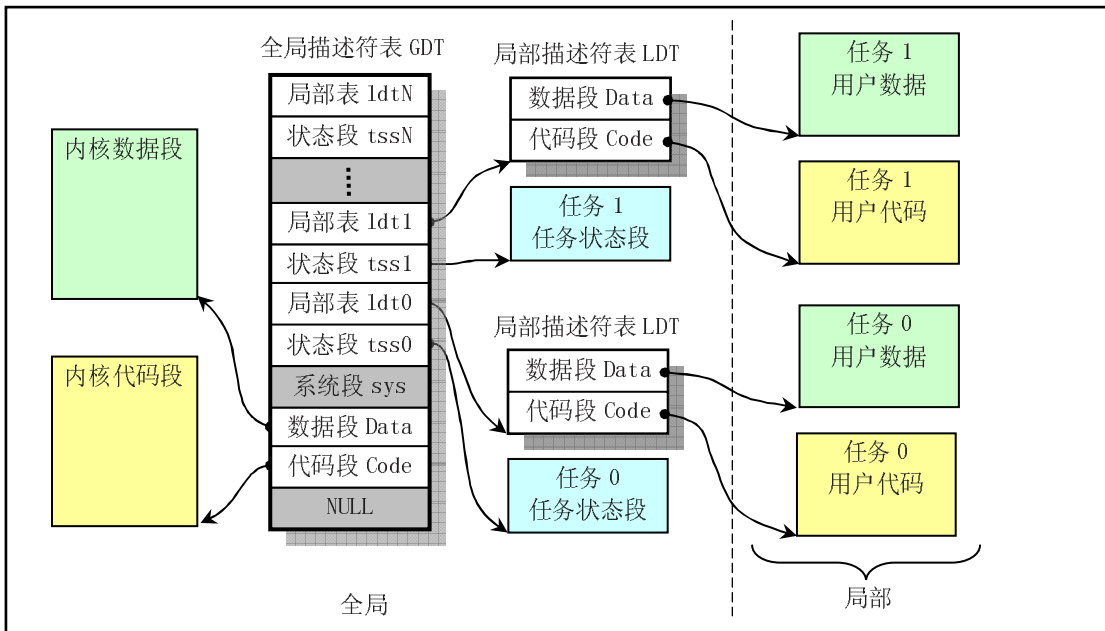 全局描述符表 GDT
局部表 ldtN
状态段 tssN
⋮
局部表 ldt1
状态段 tss1
局部表 ldt0
状态段 tss0
系统段 sys
数据段 Data
代码段 Code
NULL
内核数据段
内核代码段
局部描述符表 LDT
数据段 Data
代码段 Code
任务 1
任务状态段
局部描述符表 LDT
数据段 Data
代码段 Code
任务 0
任务状态段
任务 1
用户数据
任务 1
用户代码
任务 0
用户数据
任务 0
用户代码
全局
局部